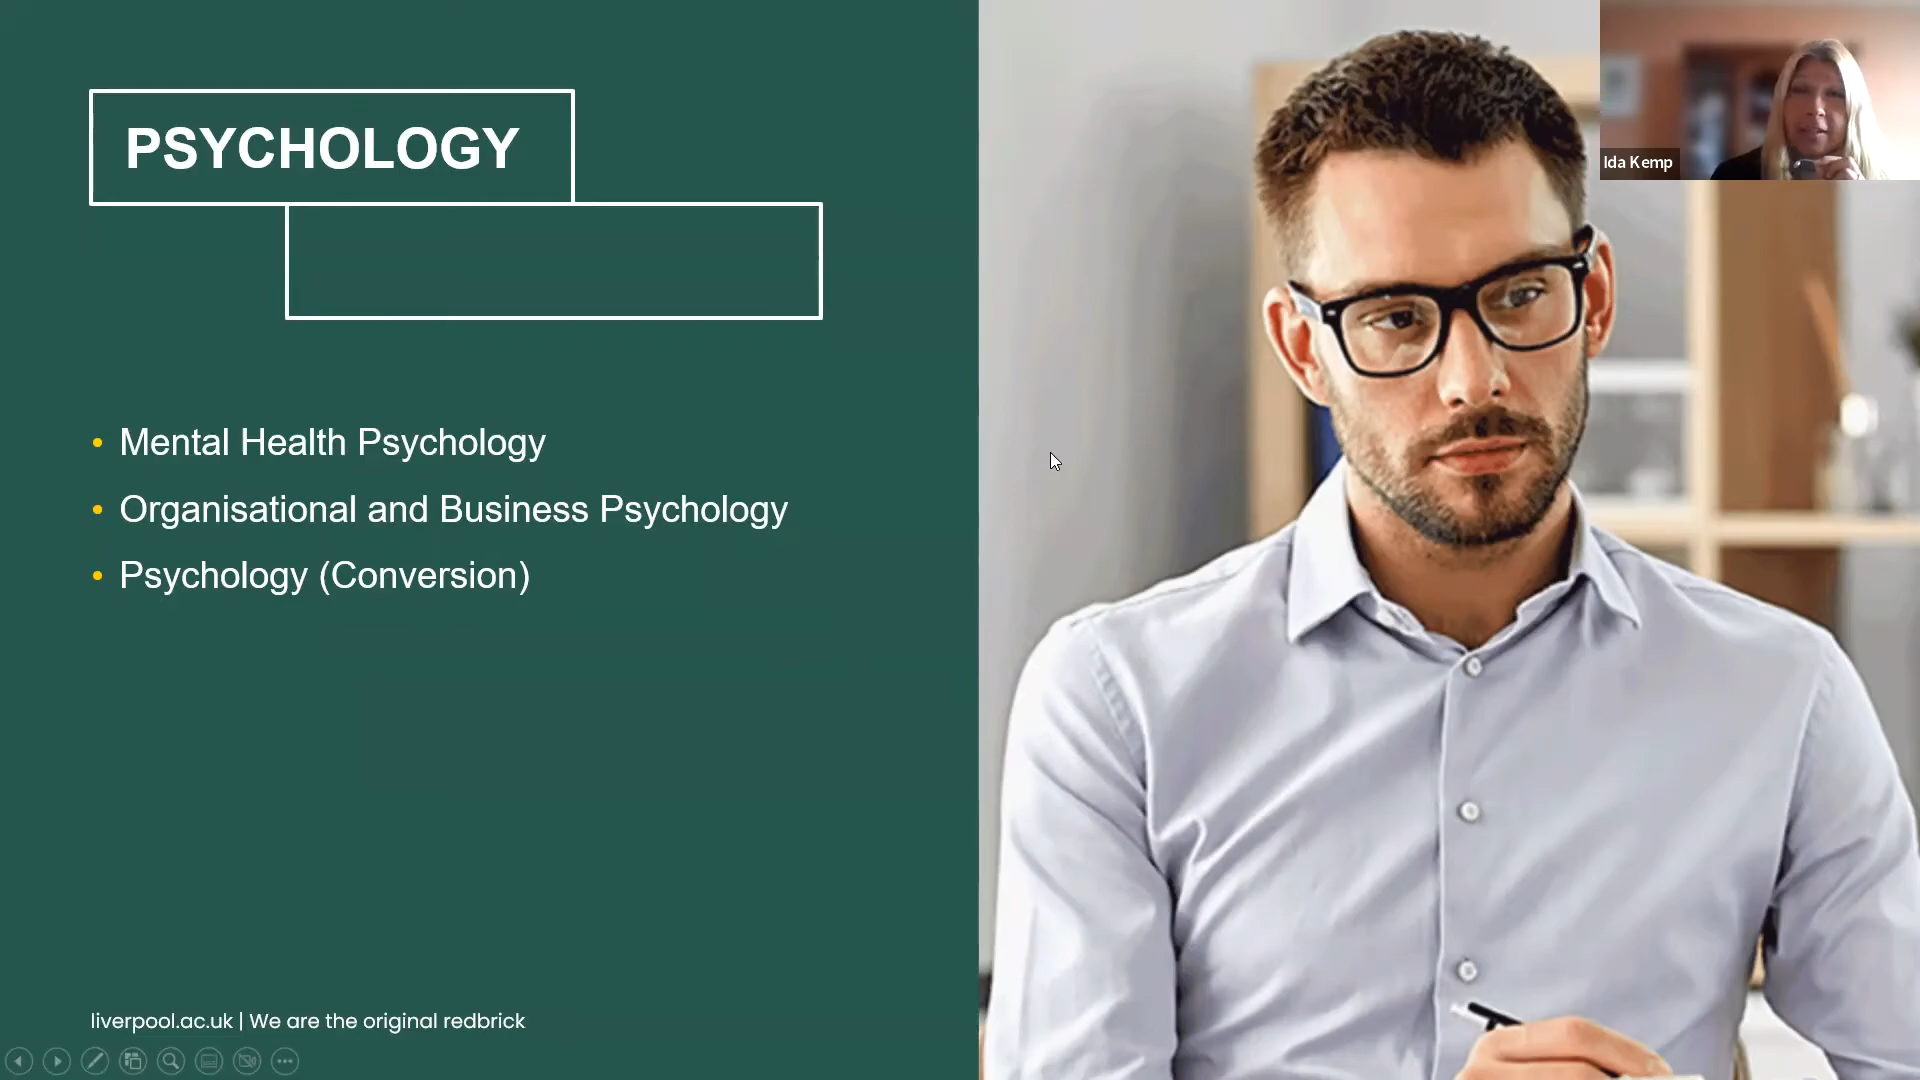 PSYCHOLOGY
Ida Kemp
• Mental Health Psychology
• Organisational and Business Psychology
• Psychology (Conversion)
liverpool.ac.uk | We are the original redbrick